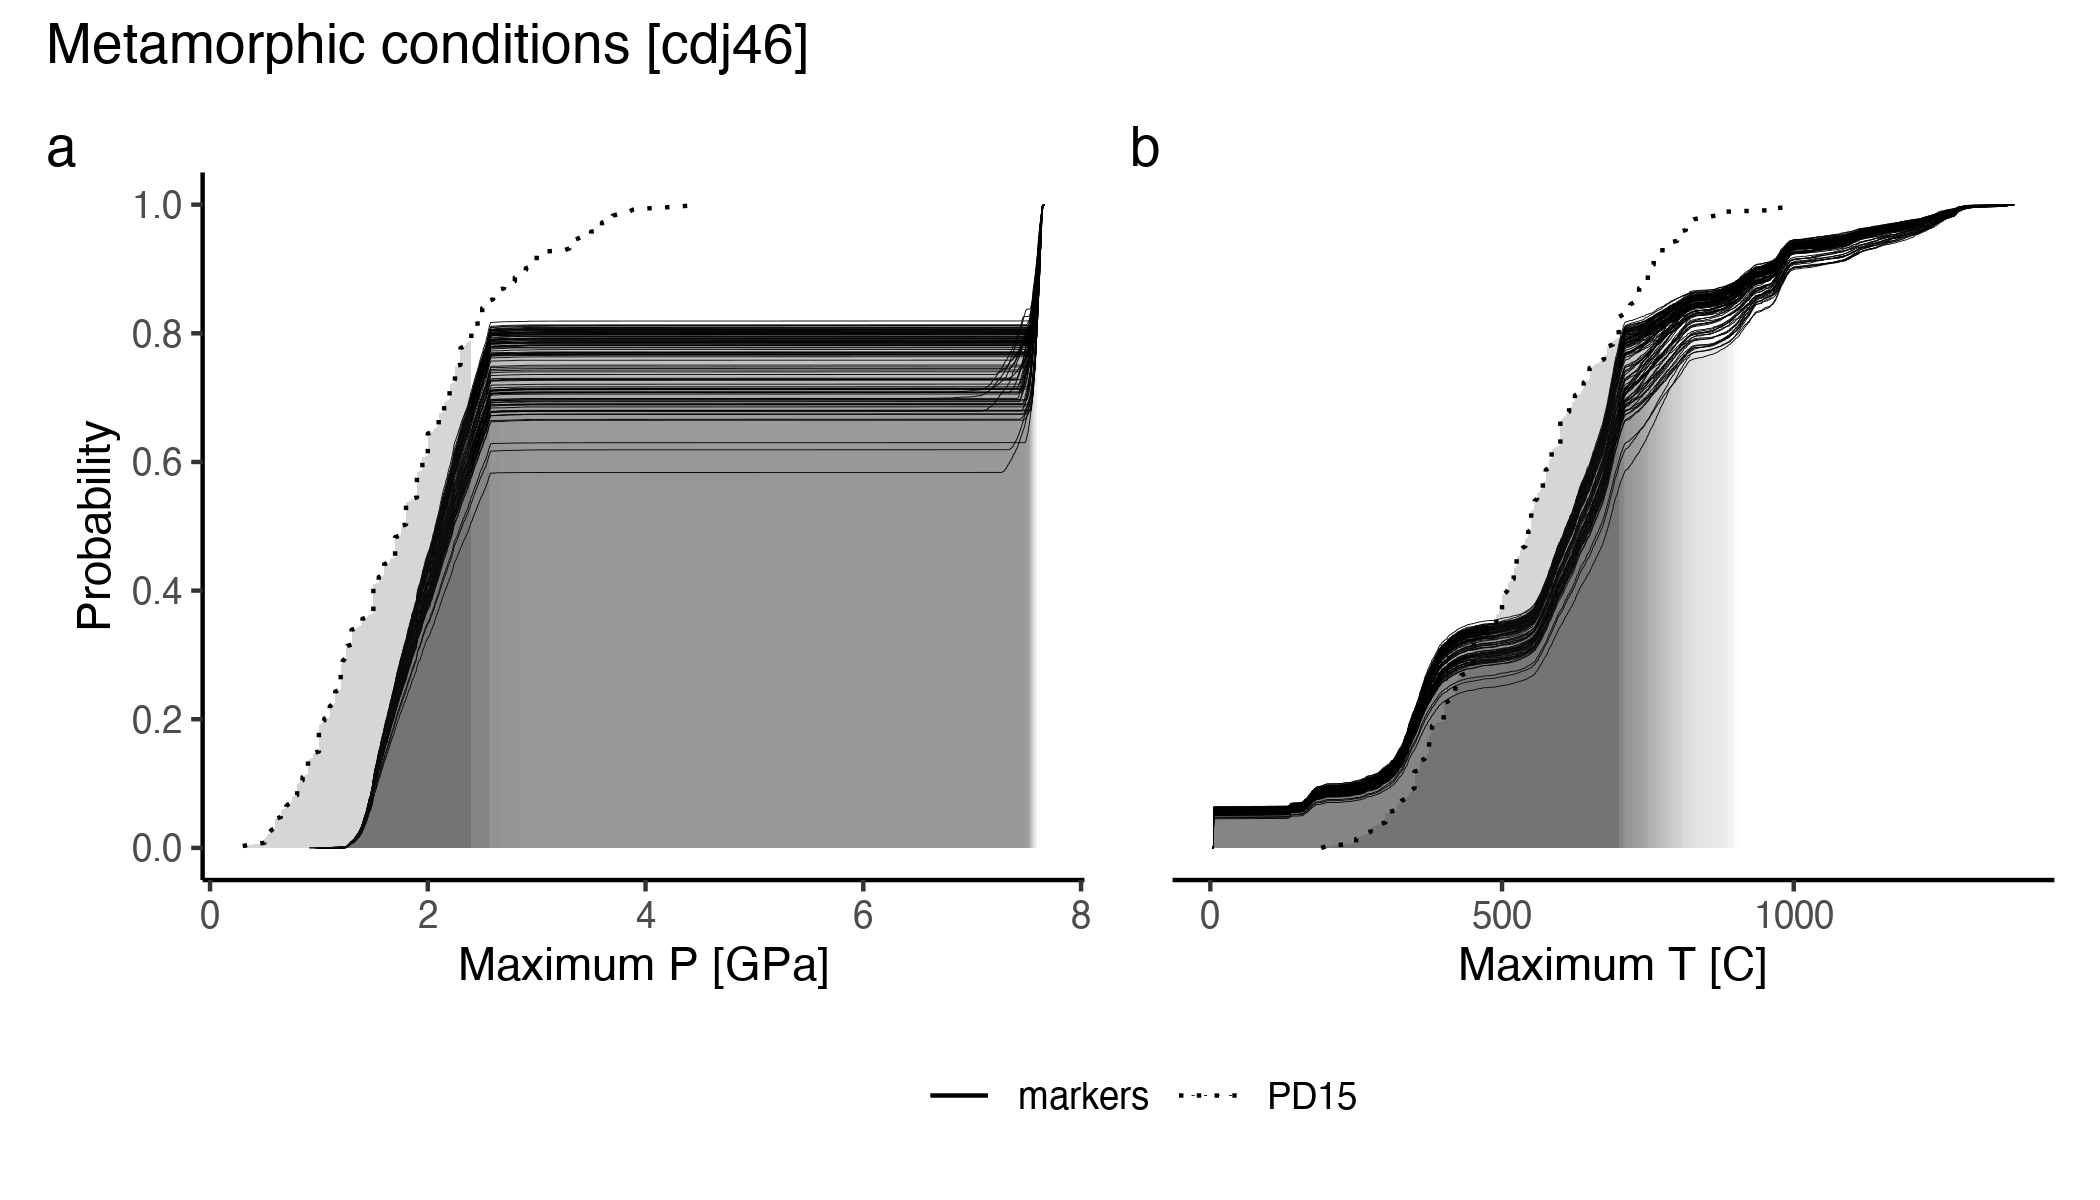 Metamorphic conditions [cdj46]
a
b
1.0
0.8
0.6
0.4
0.2
0.0
Probability
0 2 4 6 8
0 500 1000
Maximum P [GPa]
Maximum T [C]
markers PD15